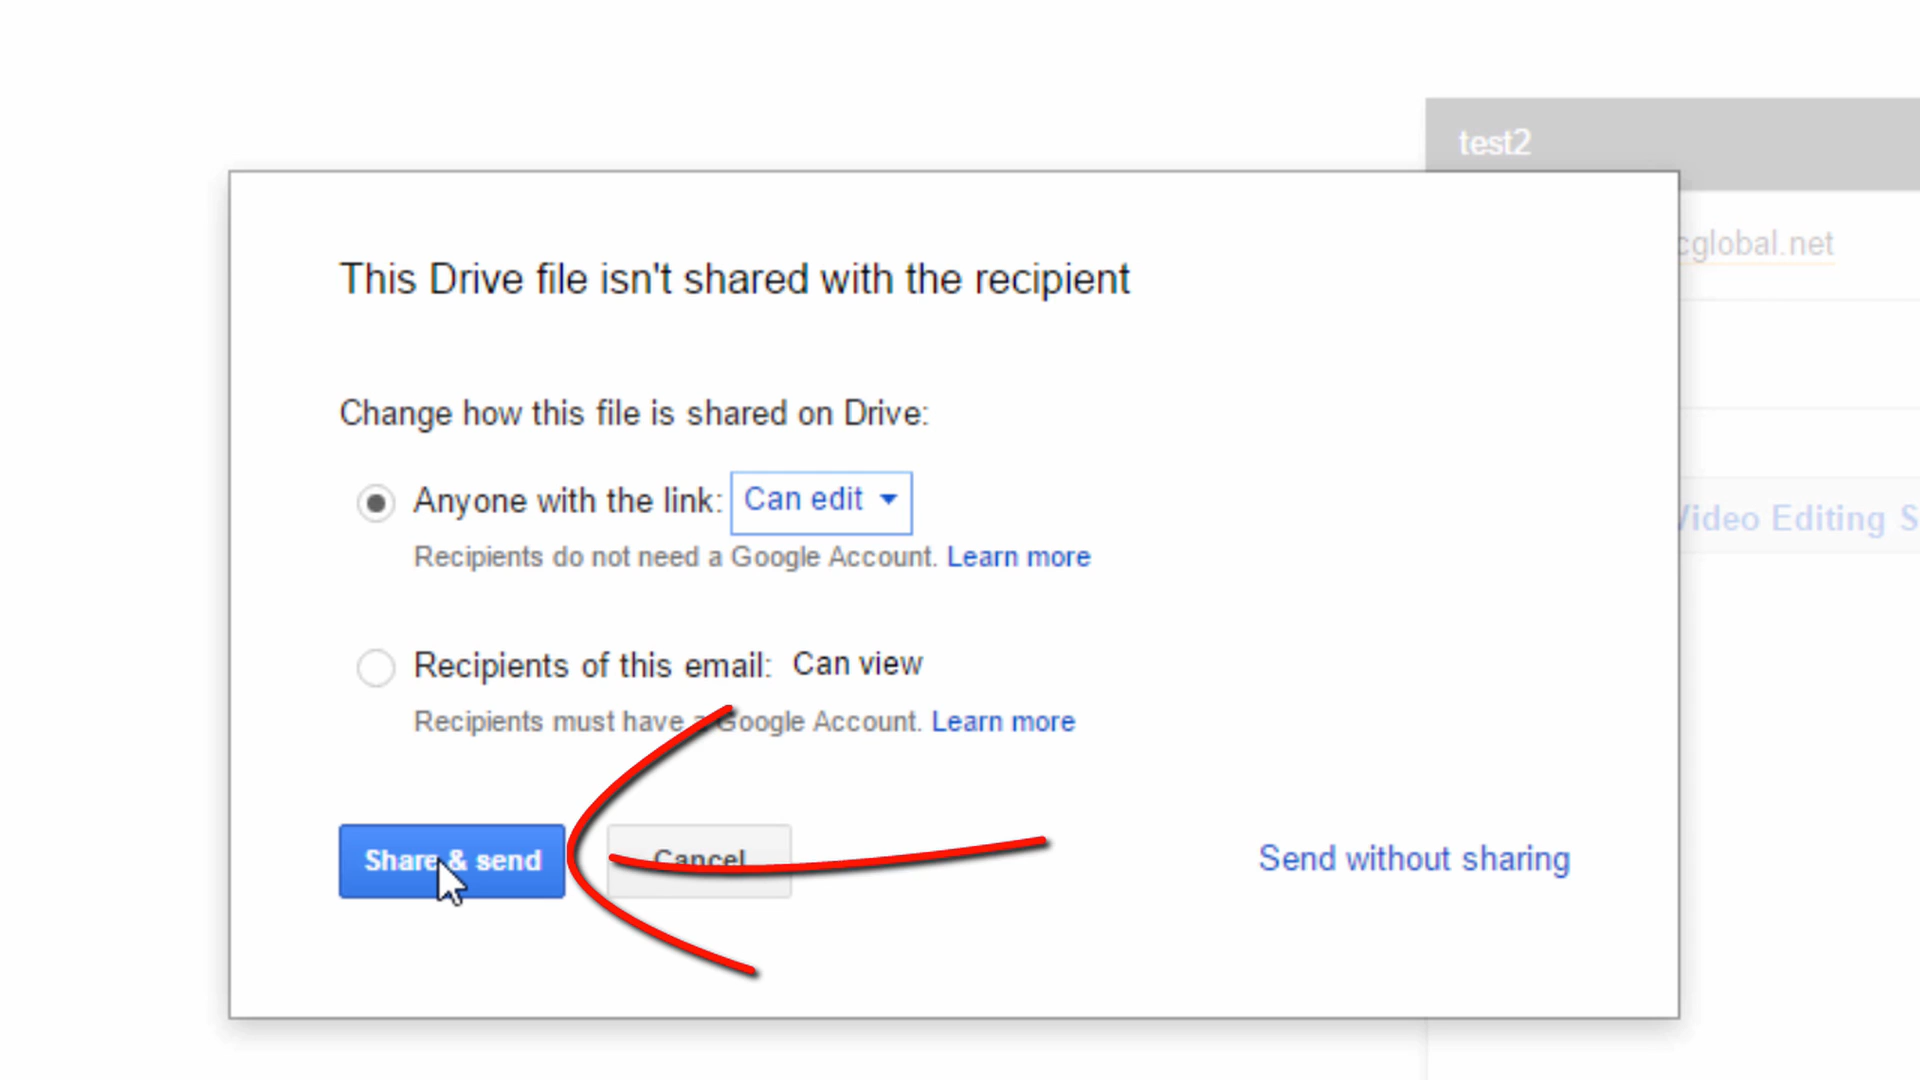 test2
cglobal.net
This Drive file isn't shared with the recipient
Change how this file is shared on Drive:
Anyone with the link: Can edit
Recipients do not need a Google Account. Learn more
Video Editing S
Recipients of this email: Can view
Recipients must have a Google Account. Learn more
Share & send Cancel Send without sharing